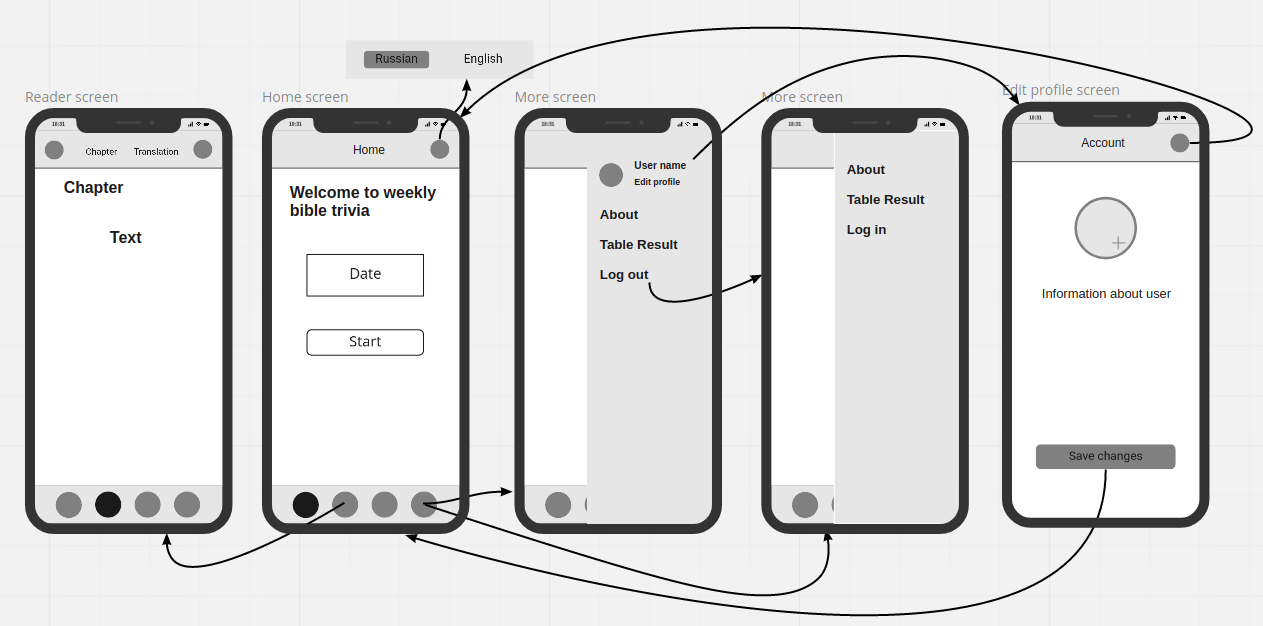 Russian English
Reader screen
10:31
Chapter Translation
Chapter
Text
Home screen
10:31
Home
Welcome to weekly
bible trivia
Date
Start
More screen
10:31
User name
Edit profile
About
Table Result
Log out
More screen
10:31
About
Table Result
Log in
Edit profile screen
10:31
Account
Information about user
Save changes